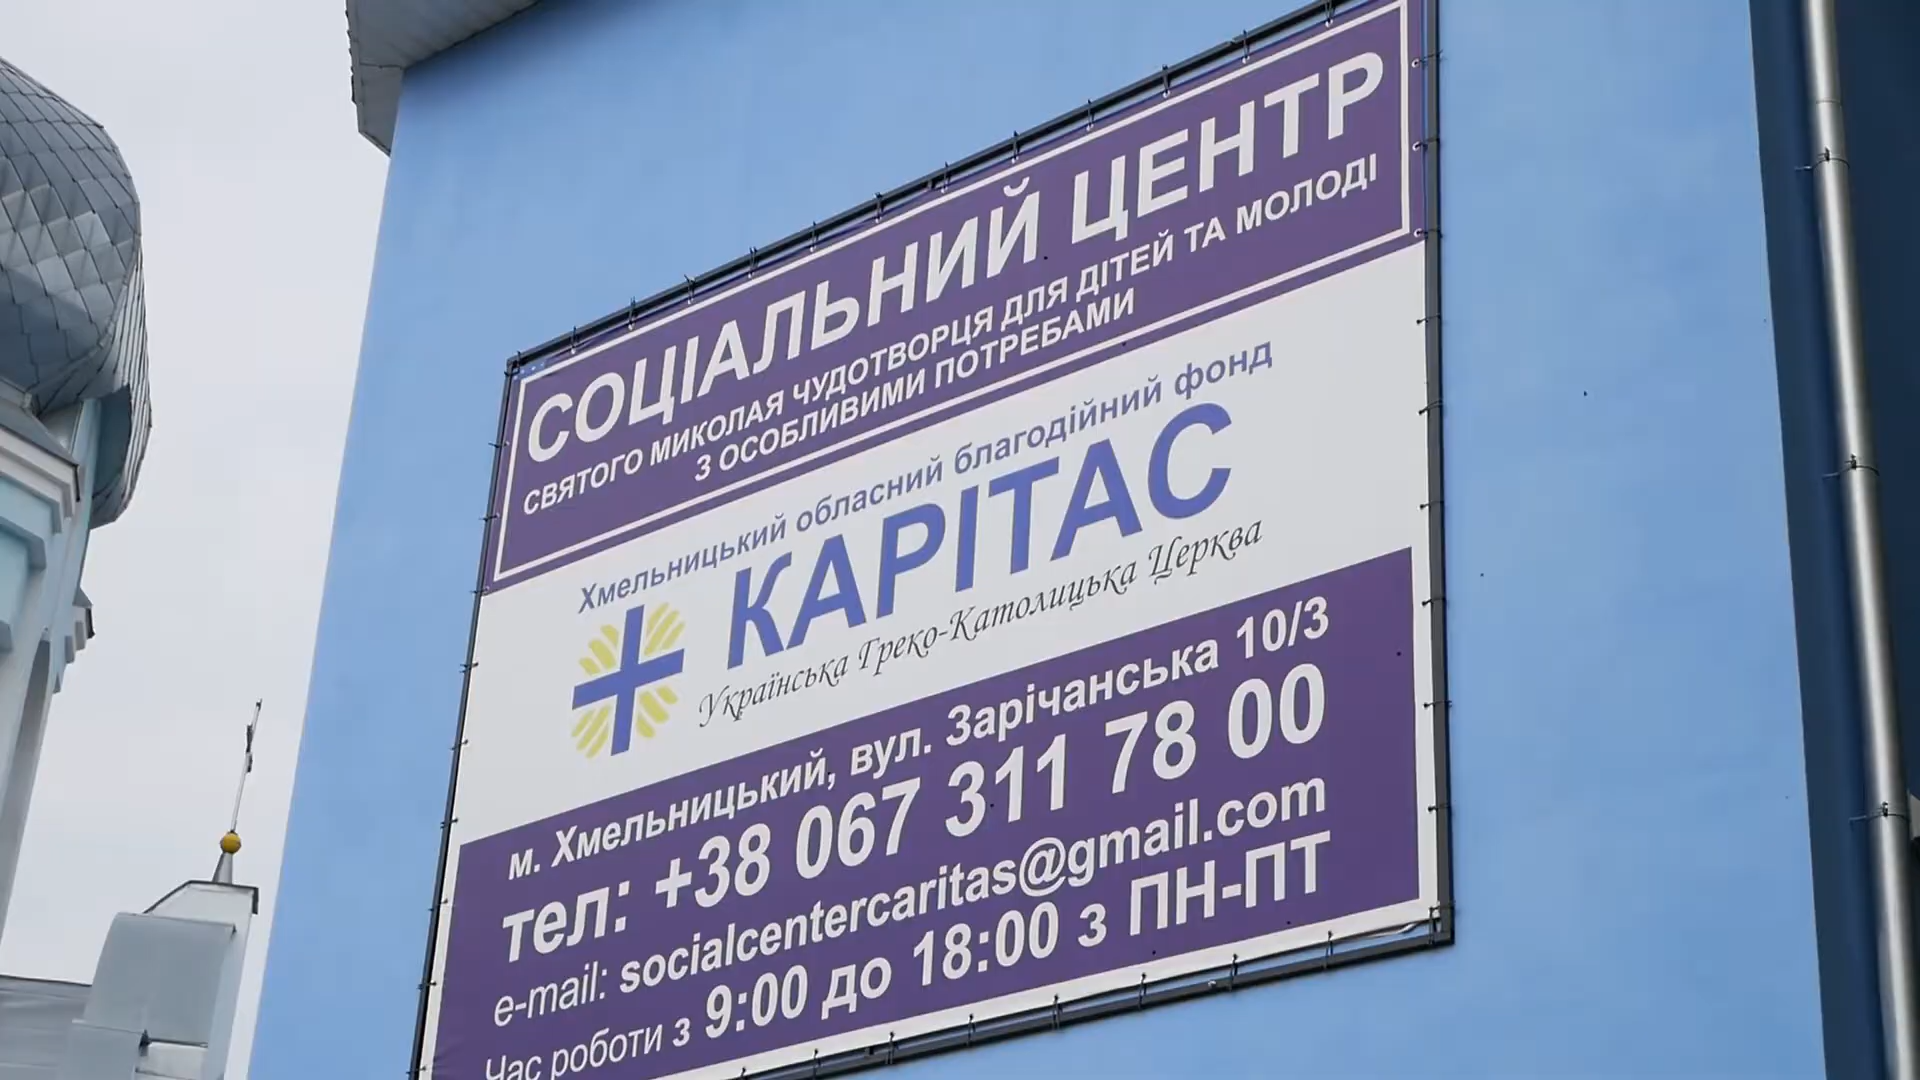 СОЦІАЛЬНИЙ ЦЕНТР
СВЯТОГО МИКОЛАЯ ЧУДОТВОРЦЯ ДЛЯ ДІТЕЙ ТА МОЛОДІ
З ОСОБЛИВИМИ ПОТРЕБАМИ
Хмельницький обласний благодійний фонд
КАРІТАС
Українська Греко-Католицька Церква
м. Хмельницький, вул. Зарічанська 10/3
тел: +38 067 311 78 00
e-mail: socialcentercaritas@gmail.com
Час роботи з 9:00 до 18:00 з ПН-ПТ